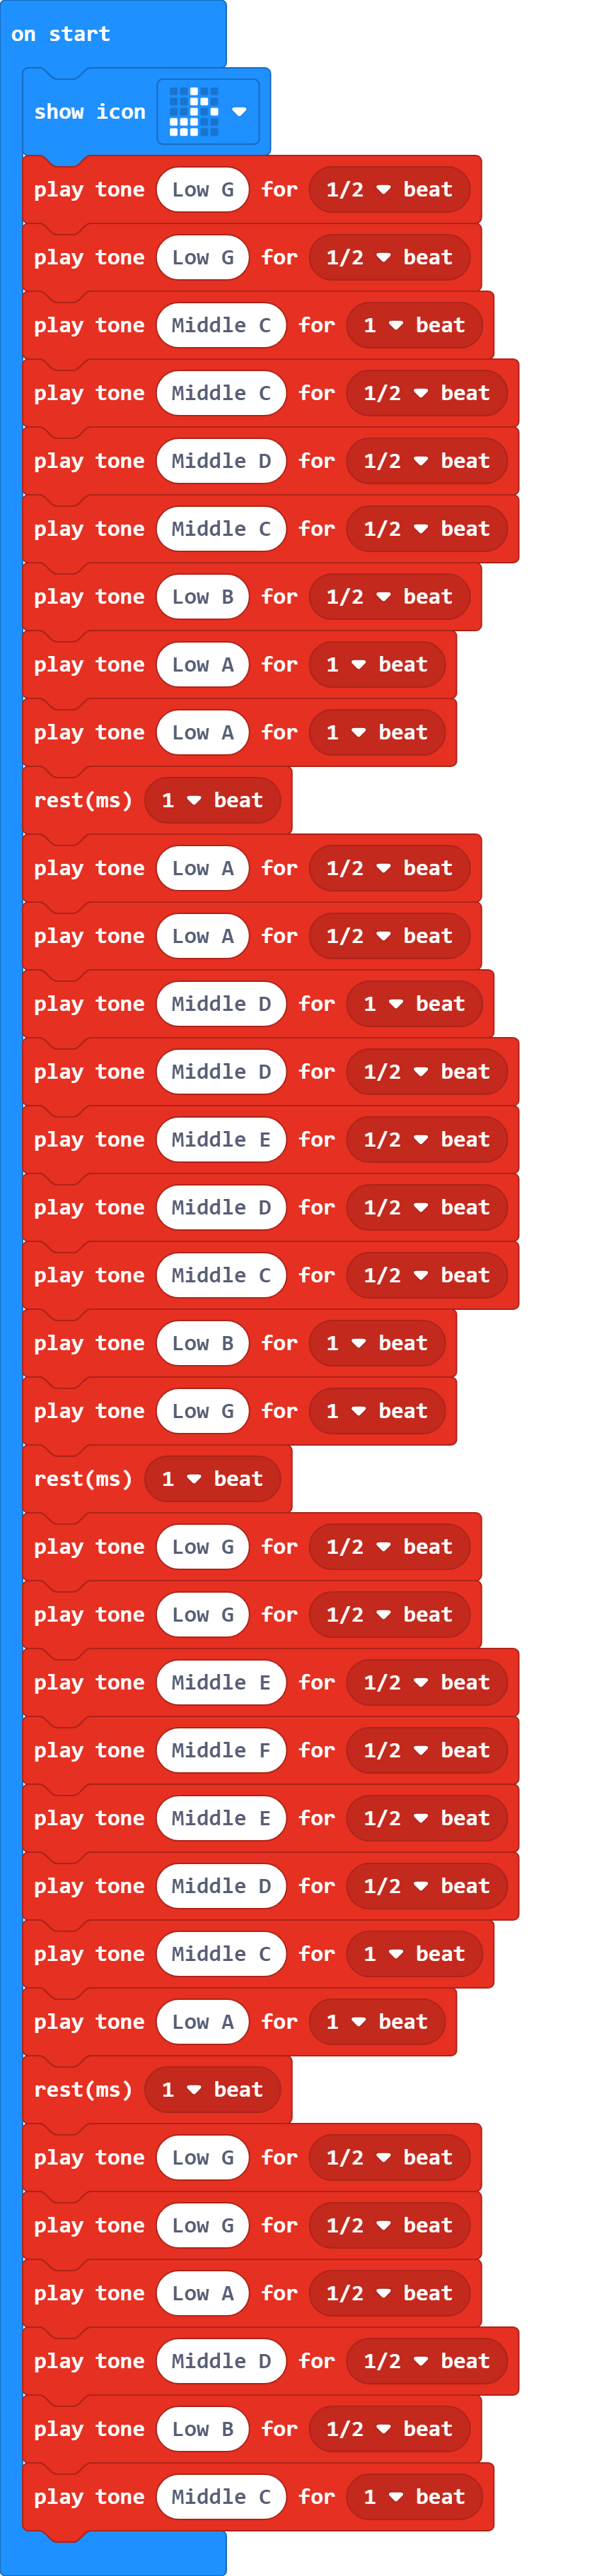 on start
show icon
play tone Low G for 1/2 beat
play tone Low G for 1/2 beat
play tone Middle C for 1 beat
play tone Middle C for 1/2 beat
play tone Middle D for 1/2 beat
play tone Middle C for 1/2 beat
play tone Low B for 1/2 beat
play tone Low A for 1 beat
play tone Low A for 1 beat
rest(ms) 1 beat
play tone Low A for 1/2 beat
play tone Low A for 1/2 beat
play tone Middle D for 1 beat
play tone Middle D for 1/2 beat
play tone Middle E for 1/2 beat
play tone Middle D for 1/2 beat
play tone Middle C for 1/2 beat
play tone Low B for 1 beat
play tone Low G for 1 beat
rest(ms) 1 beat
play tone Low G for 1/2 beat
play tone Low G for 1/2 beat
play tone Middle E for 1/2 beat
play tone Middle F for 1/2 beat
play tone Middle E for 1/2 beat
play tone Middle D for 1/2 beat
play tone Middle C for 1 beat
play tone Low A for 1 beat
rest(ms) 1 beat
play tone Low G for 1/2 beat
play tone Low G for 1/2 beat
play tone Low A for 1/2 beat
play tone Middle D for 1/2 beat
play tone Low B for 1/2 beat
play tone Middle C for 1 beat